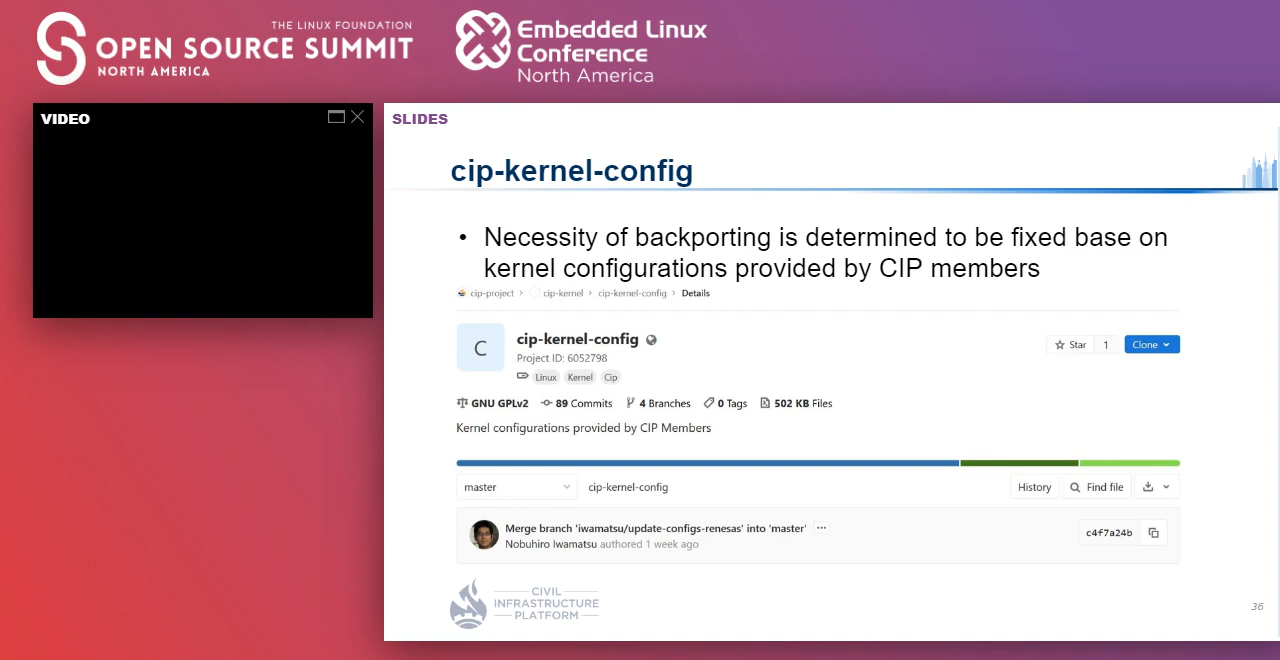 THE LINUX FOUNDATION
OPEN SOURCE SUMMIT
NORTH AMERICA
Embedded Linux
Conference
North America
VIDEO
SLIDES
cip-kernel-config
• Necessity of backporting is determined to be fixed base on
kernel configurations provided by CIP members
cip-project > cip-kernel > cip-kernel-config > Details
C
cip-kernel-config
Project ID: 6052798
Linux Kernel Cip
Star 1 Clone
GNU GPLv2 89 Commits 4 Branches 0 Tags 502 KB Files
Kernel configurations provided by CIP Members
master cip-kernel-config History Find file
Merge branch 'iwamatsu/update-configs-renesas' into 'master' ...
Nobuhiro Iwamatsu authored 1 week ago
c4f7a24b
CIVIL
INFRASTRUCTURE
PLATFORM
36